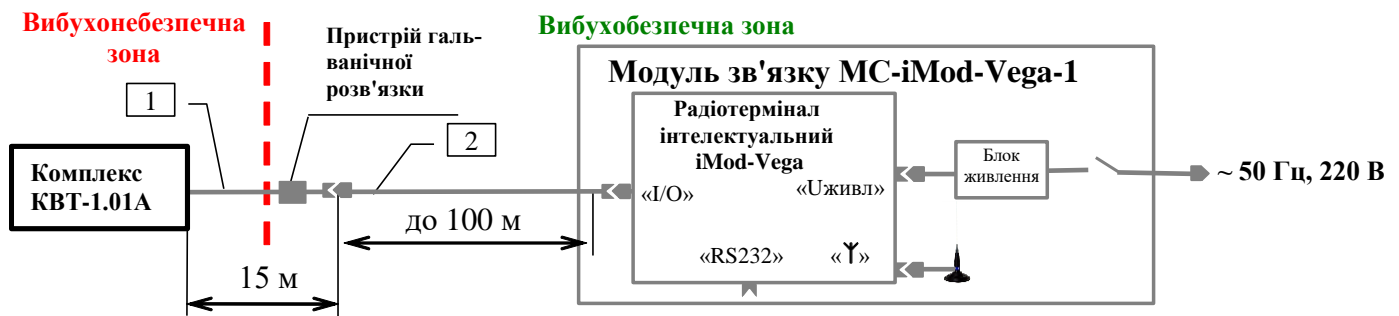 Вибухонебезпечна
зона
Пристрій галь-
ванічної
розв'язки
Вибухобезпечна зона
Модуль зв'язку МС-iMod-Vega-1
1
2
Комплекс
КВТ-1.01А
Радіотермінал
інтелектуальний
iMod-Vega
«I/O»
«Uживл»
«RS232»
Блок
живлення
~ 50 Гц, 220 В
до 100 м
15 м